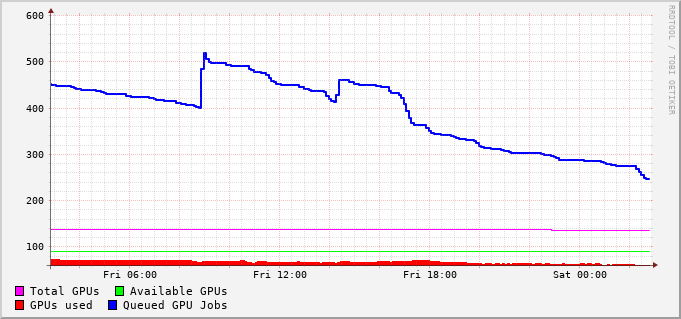 600
500
400
300
200
100
Fri 06:00 Fri 12:00 Fri 18:00 Sat 00:00
Total GPUs Available GPUs
GPUs used Queued GPU Jobs
RRDTOOL / TOBI OETIKER